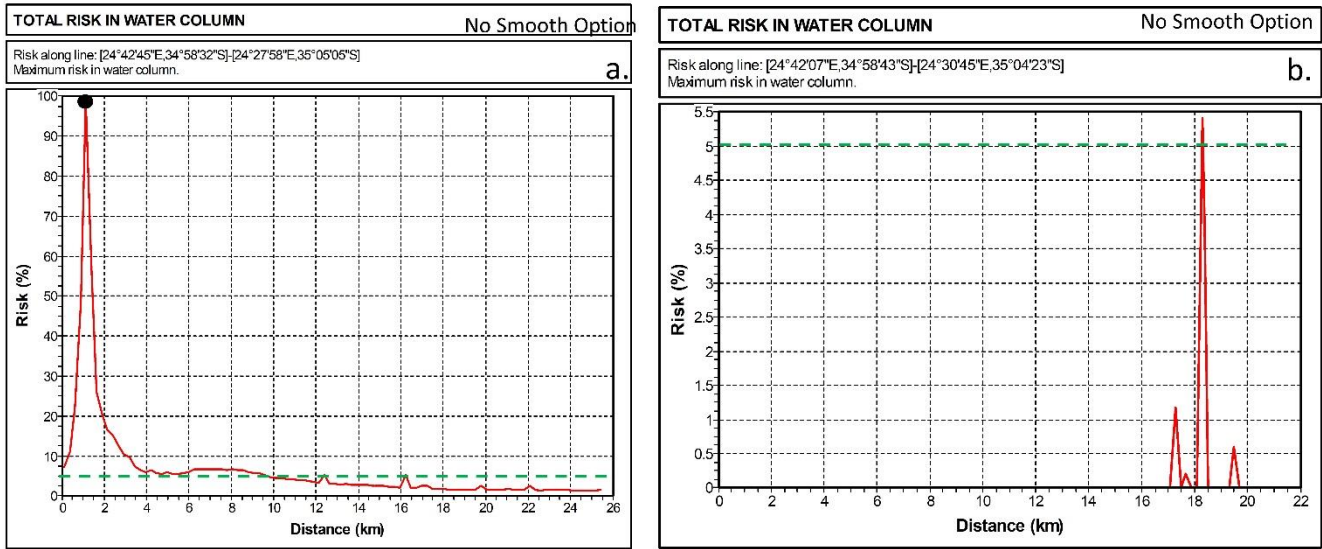 TOTAL RISK IN WATER COLUMN
No Smooth Option
Risk along line: [24°42'45"E,34°58'32"S]-[24°27'58"E,35°05'05"S]
Maximum risk in water column.
a.
100
90
80
70
60
50
40
30
20
10
0
Risk (%)
0 2 4 6 8 10 12 14 16 18 20 22 24 26
Distance (km)
TOTAL RISK IN WATER COLUMN
No Smooth Option
Risk along line: [24°42'07"E,34°58'43"S]-[24°30'45"E,35°04'23"S]
Maximum risk in water column.
b.
5.5
5
4.5
4
3.5
3
2.5
2
1.5
1
0.5
0
Risk (%)
0 2 4 6 8 10 12 14 16 18 20 22
Distance (km)